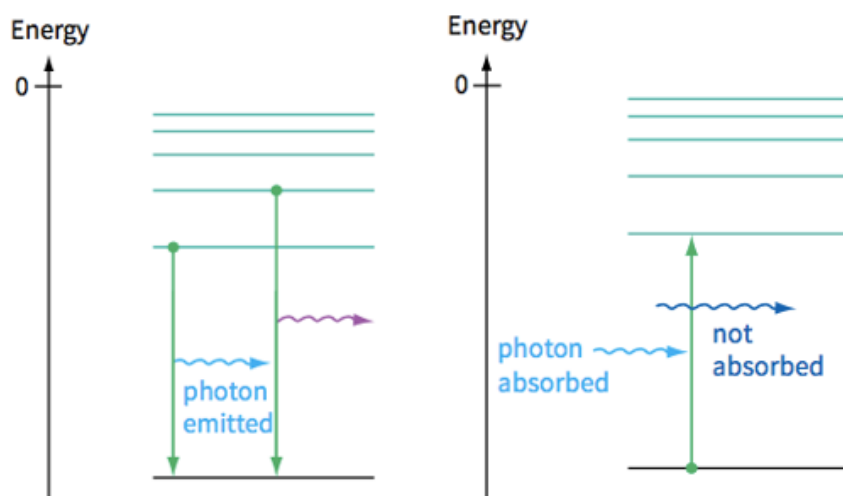 Energy
0
photon
emitted
Energy
0
photon
absorbed
not
absorbed